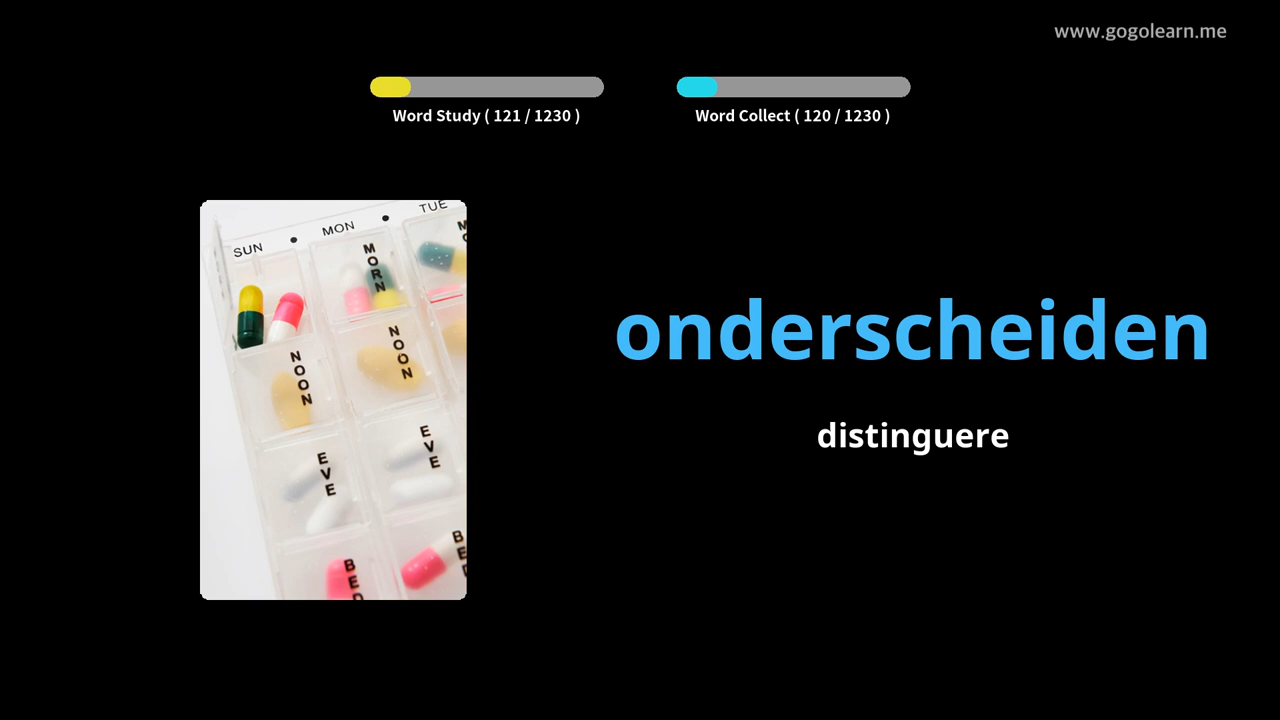 www.gogolearn.me
Word Study ( 121 / 1230 )
Word Collect ( 120 / 1230 )
SUN • MON • TUE
MORN
NOON
NOON
EVE
EVE
BED
onderscheiden
distinguere